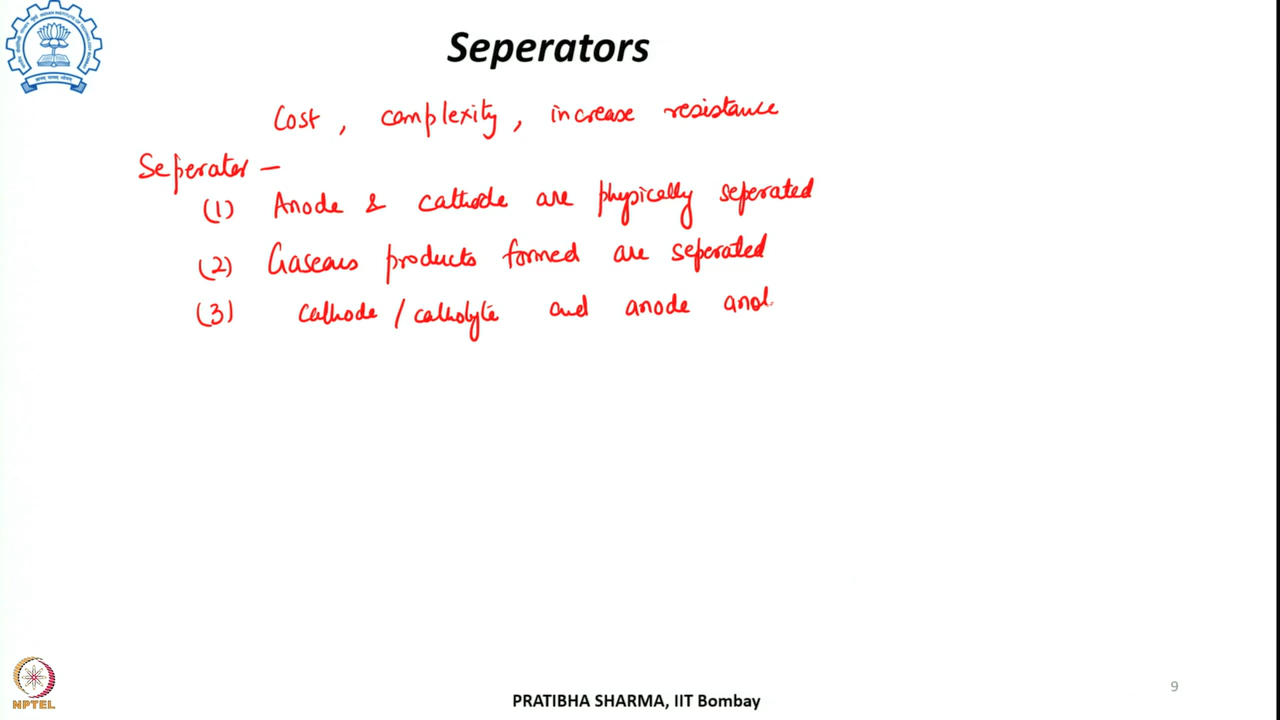 Seperators
Cost, complexity, increase resistance
Seperator –
(1) Anode & cathode are physically seperated
(2) Gaseous products formed are seperated
(3) cathode / catholyte and anode anol
NPTEL
PRATIBHA SHARMA, IIT Bombay
9